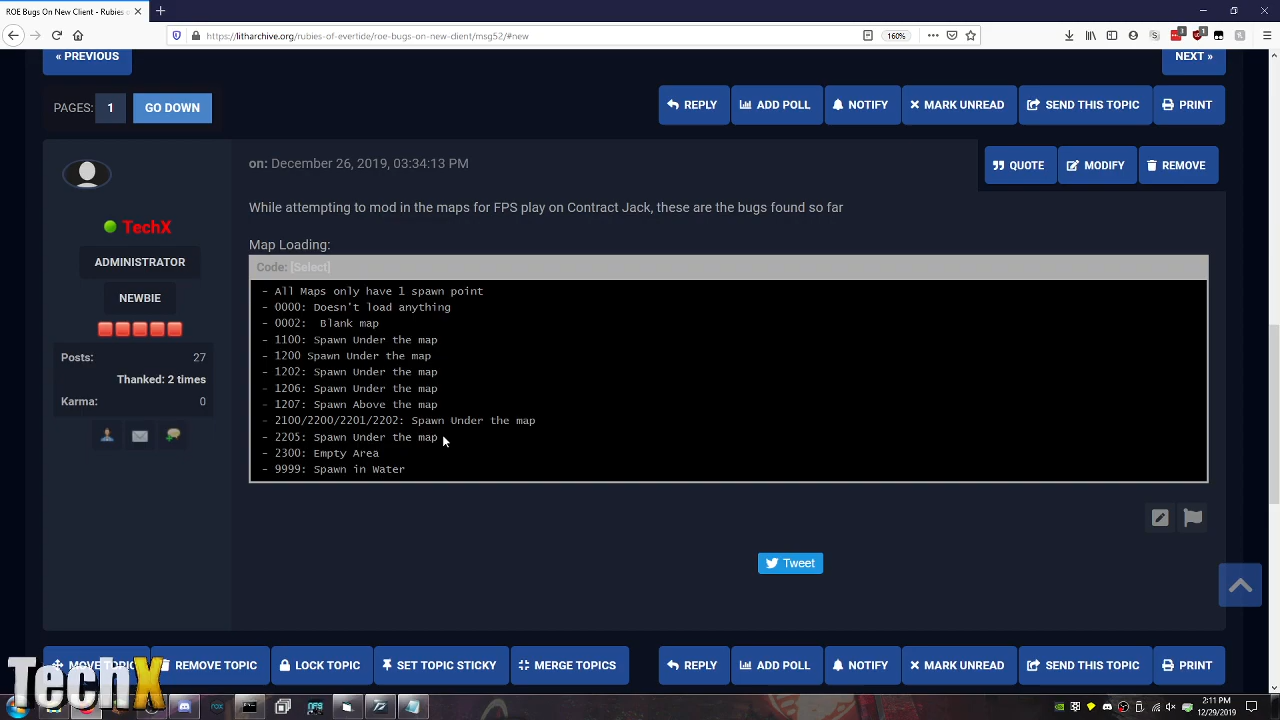 ROE Bugs On New Client - Rubies o
https://litharchive.org/rubies-of-evertide/roe-bugs-on-new-client/msg52/#new
160%
« PREVIOUS
NEXT »
PAGES: 1 GO DOWN
REPLY ADD POLL NOTIFY MARK UNREAD SEND THIS TOPIC PRINT
on: December 26, 2019, 03:34:13 PM
QUOTE MODIFY REMOVE
TechX
ADMINISTRATOR
NEWBIE
Posts: 27
Thanked: 2 times
Karma: 0
While attempting to mod in the maps for FPS play on Contract Jack, these are the bugs found so far
Map Loading:
Code: [Select]
- All Maps only have 1 spawn point
- 0000: Doesn't load anything
- 0002:  Blank map
- 1100: Spawn Under the map
- 1200 Spawn Under the map
- 1202: Spawn Under the map
- 1206: Spawn Under the map
- 1207: Spawn Above the map
- 2100/2200/2201/2202: Spawn Under the map
- 2205: Spawn Under the map
- 2300: Empty Area
- 9999: Spawn in Water
Tweet
MOVE TOPIC REMOVE TOPIC LOCK TOPIC SET TOPIC STICKY MERGE TOPICS
REPLY ADD POLL NOTIFY MARK UNREAD SEND THIS TOPIC PRINT
TechX
2:11 PM
12/29/2019